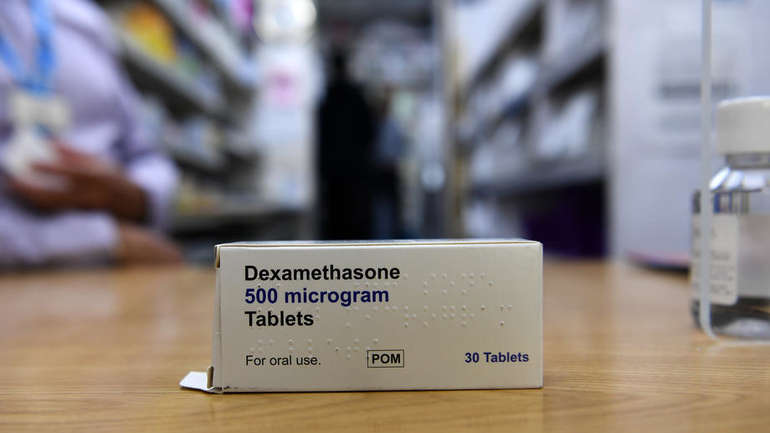 Dexamethasone
500 microgram
Tablets
For oral use.
POM
30 Tablets